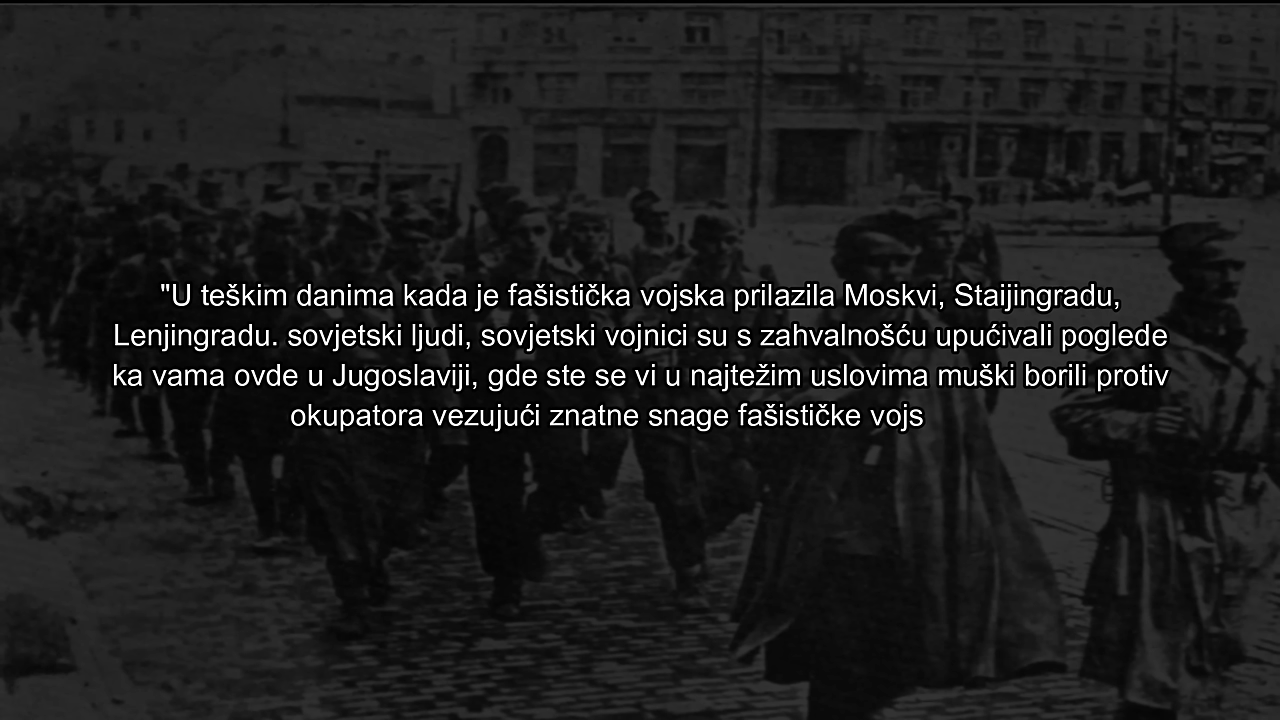 "U teškim danima kada je fašistička vojska prilazila Moskvi, Staijingradu,
Lenjingradu. sovjetski ljudi, sovjetski vojnici su s zahvalnošću upućivali poglede
ka vama ovde u Jugoslaviji, gde ste se vi u najtežim uslovima muški borili protiv
okupatora vezujući znatne snage fašističke vojs